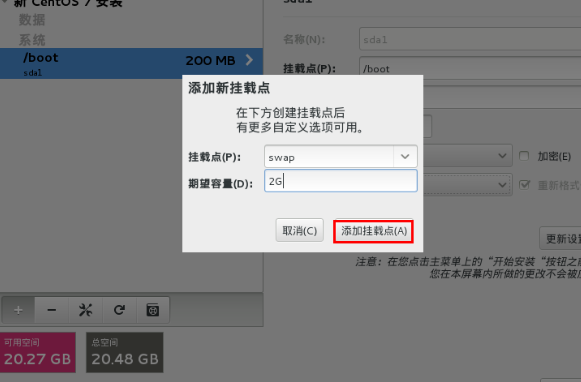 新 CentOS 7 安装
数据
系统
/boot
200 MB
sda1
sda1
名称(N):
sda1
挂载点(P):
/boot
添加新挂载点
在下方创建挂载点后
有更多自定义选项可用。
挂载点(P):
swap
期望容量(D):
2G
取消(C)
添加挂载点(A)
加密(E)
重新格式
更新设
注意：在您点击主菜单上的“开始安装“按钮之
您在本屏幕内所做的更改不会被
可用空间
20.27 GB
总空间
20.48 GB